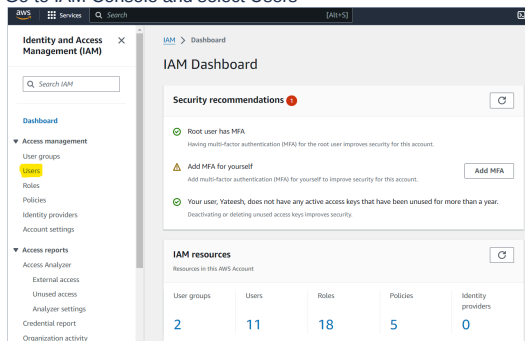 Go to IAM Console and select Users
aws
Services
Search
[Alt+S]
Identity and Access
Management (IAM)
Search IAM
Dashboard
Access management
User groups
Users
Roles
Policies
Identity providers
Account settings
Access reports
Access Analyzer
External access
Unused access
Analyzer settings
Credential report
Organization activity
IAM > Dashboard
IAM Dashboard
Security recommendations 1
Root user has MFA
Having multi-factor authentication (MFA) for the root user improves security for this account.
Add MFA for yourself
Add multi-factor authentication (MFA) for yourself to improve security for this account.
Add MFA
Your user, Yateesh, does not have any active access keys that have been unused for more than a year.
Deactivating or deleting unused access keys improves security.
IAM resources
Resources in this AWS Account
User groups Users Roles Policies Identity
providers
2 11 18 5 0